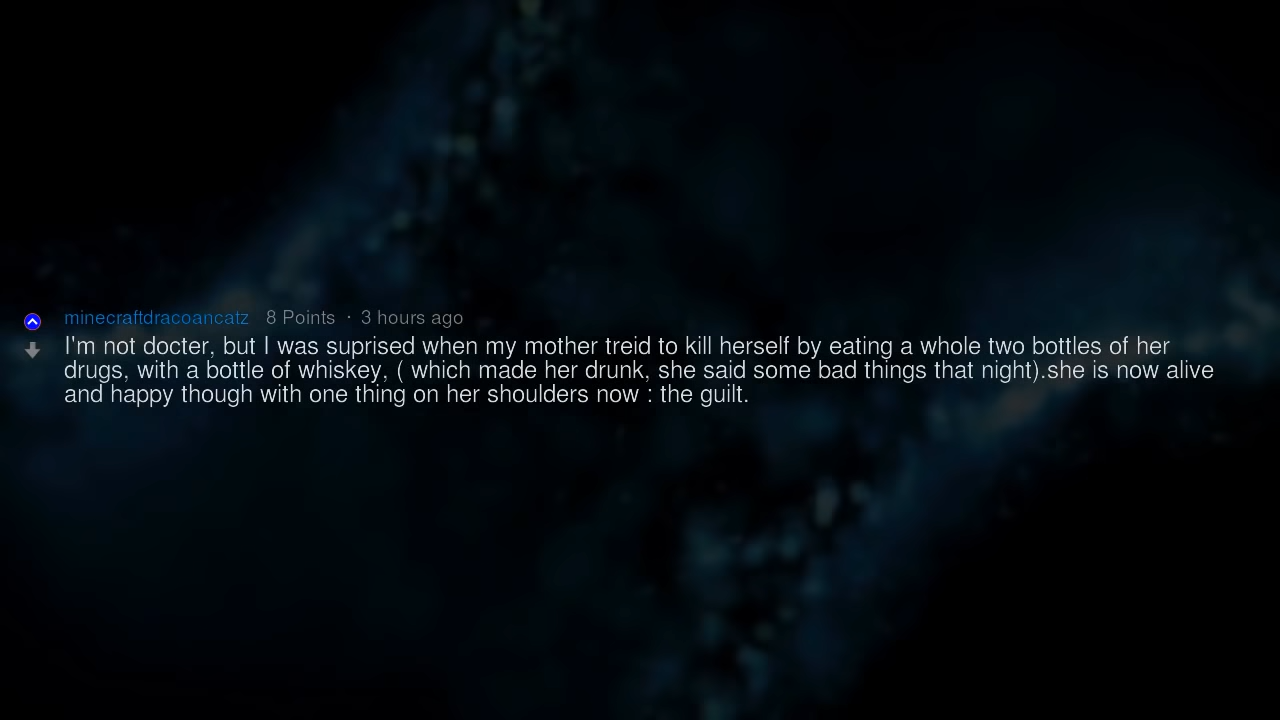 minecraftdracoancatz 8 Points · 3 hours ago
I'm not docter, but I was suprised when my mother treid to kill herself by eating a whole two bottles of her
drugs, with a bottle of whiskey, ( which made her drunk, she said some bad things that night).she is now alive
and happy though with one thing on her shoulders now : the guilt.